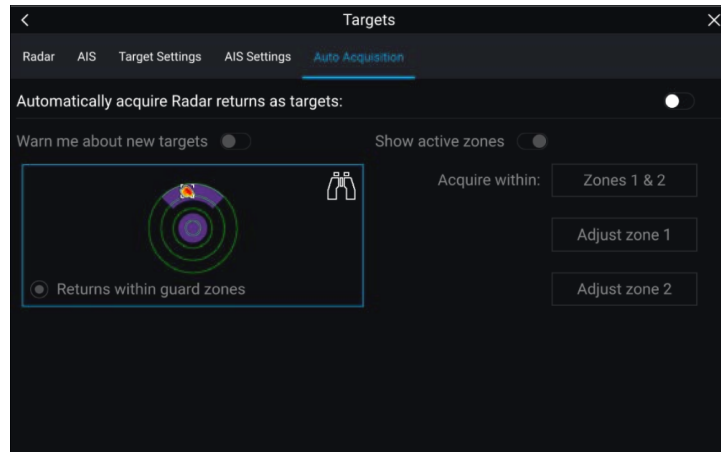 Targets
Radar AIS Target Settings AIS Settings Auto Acquisition
Automatically acquire Radar returns as targets:
Warn me about new targets Show active zones
Acquire within: Zones 1 & 2
Adjust zone 1
Returns within guard zones Adjust zone 2